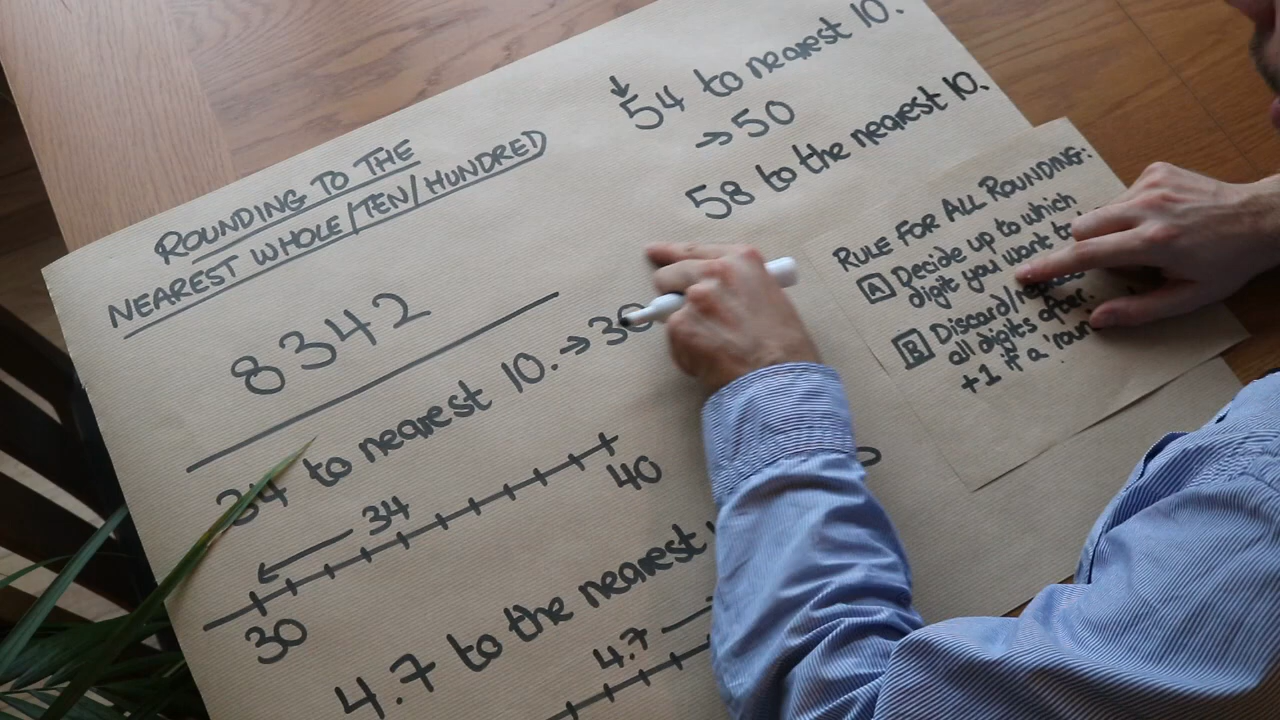 ROUNDING TO THE
NEAREST WHOLE/TEN/HUNDRED
8342
34 to nearest 10. → 30
34
30
40
4.7 to the nearest
4.7
54 to nearest 10.
→ 50
58 to the nearest 10.
RULE FOR ALL ROUNDING:
A Decide up to which
digit you want to
B Discard/
all digits after.
+1 if a 'roun